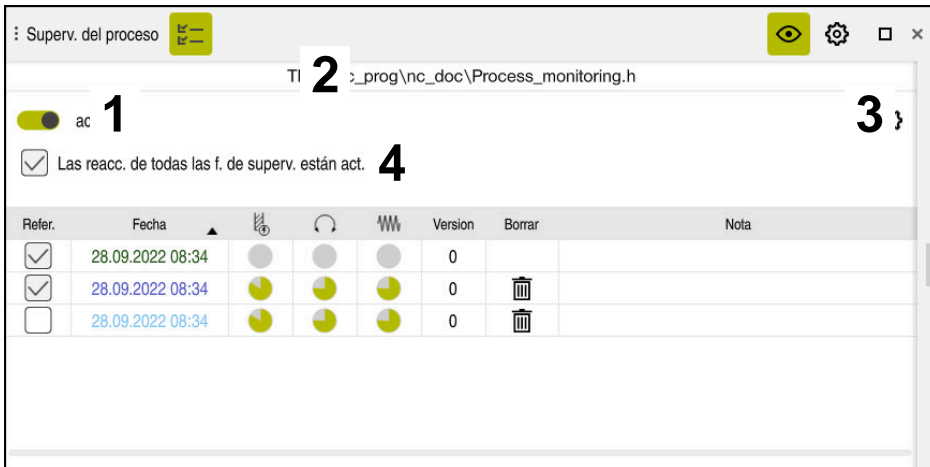 Superv. del proceso
2 c_prog\nc_doc\Process_monitoring.h
1 3
Las reacc. de todas las f. de superv. están act. 4
Refer. Fecha Version Borrar Nota
28.09.2022 08:34 0
28.09.2022 08:34 0
28.09.2022 08:34 0